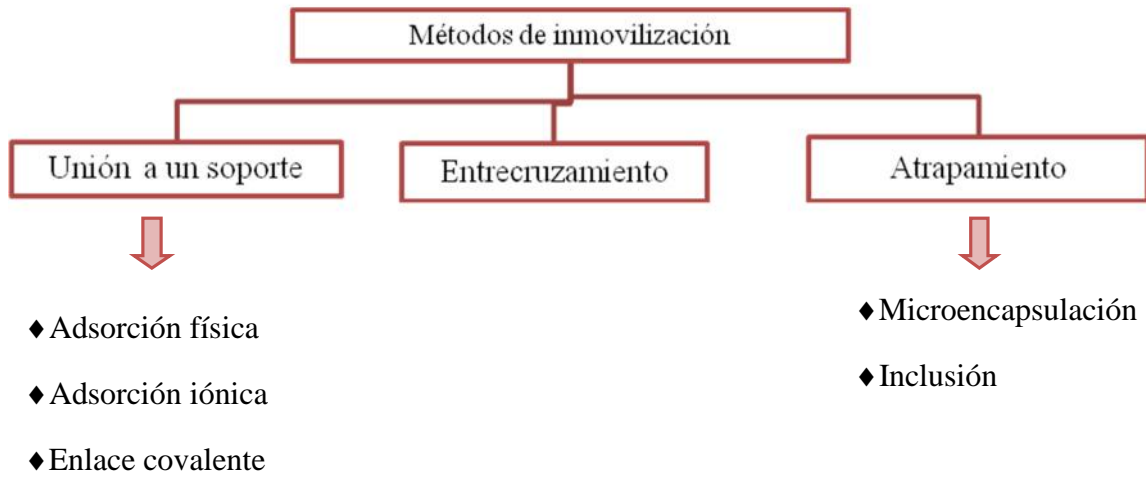 Métodos de inmovilización
Unión a un soporte
Entrecruzamiento
Atrapamiento
♦Adsorción física
♦Adsorción iónica
♦Enlace covalente
♦Microencapsulación
♦Inclusión